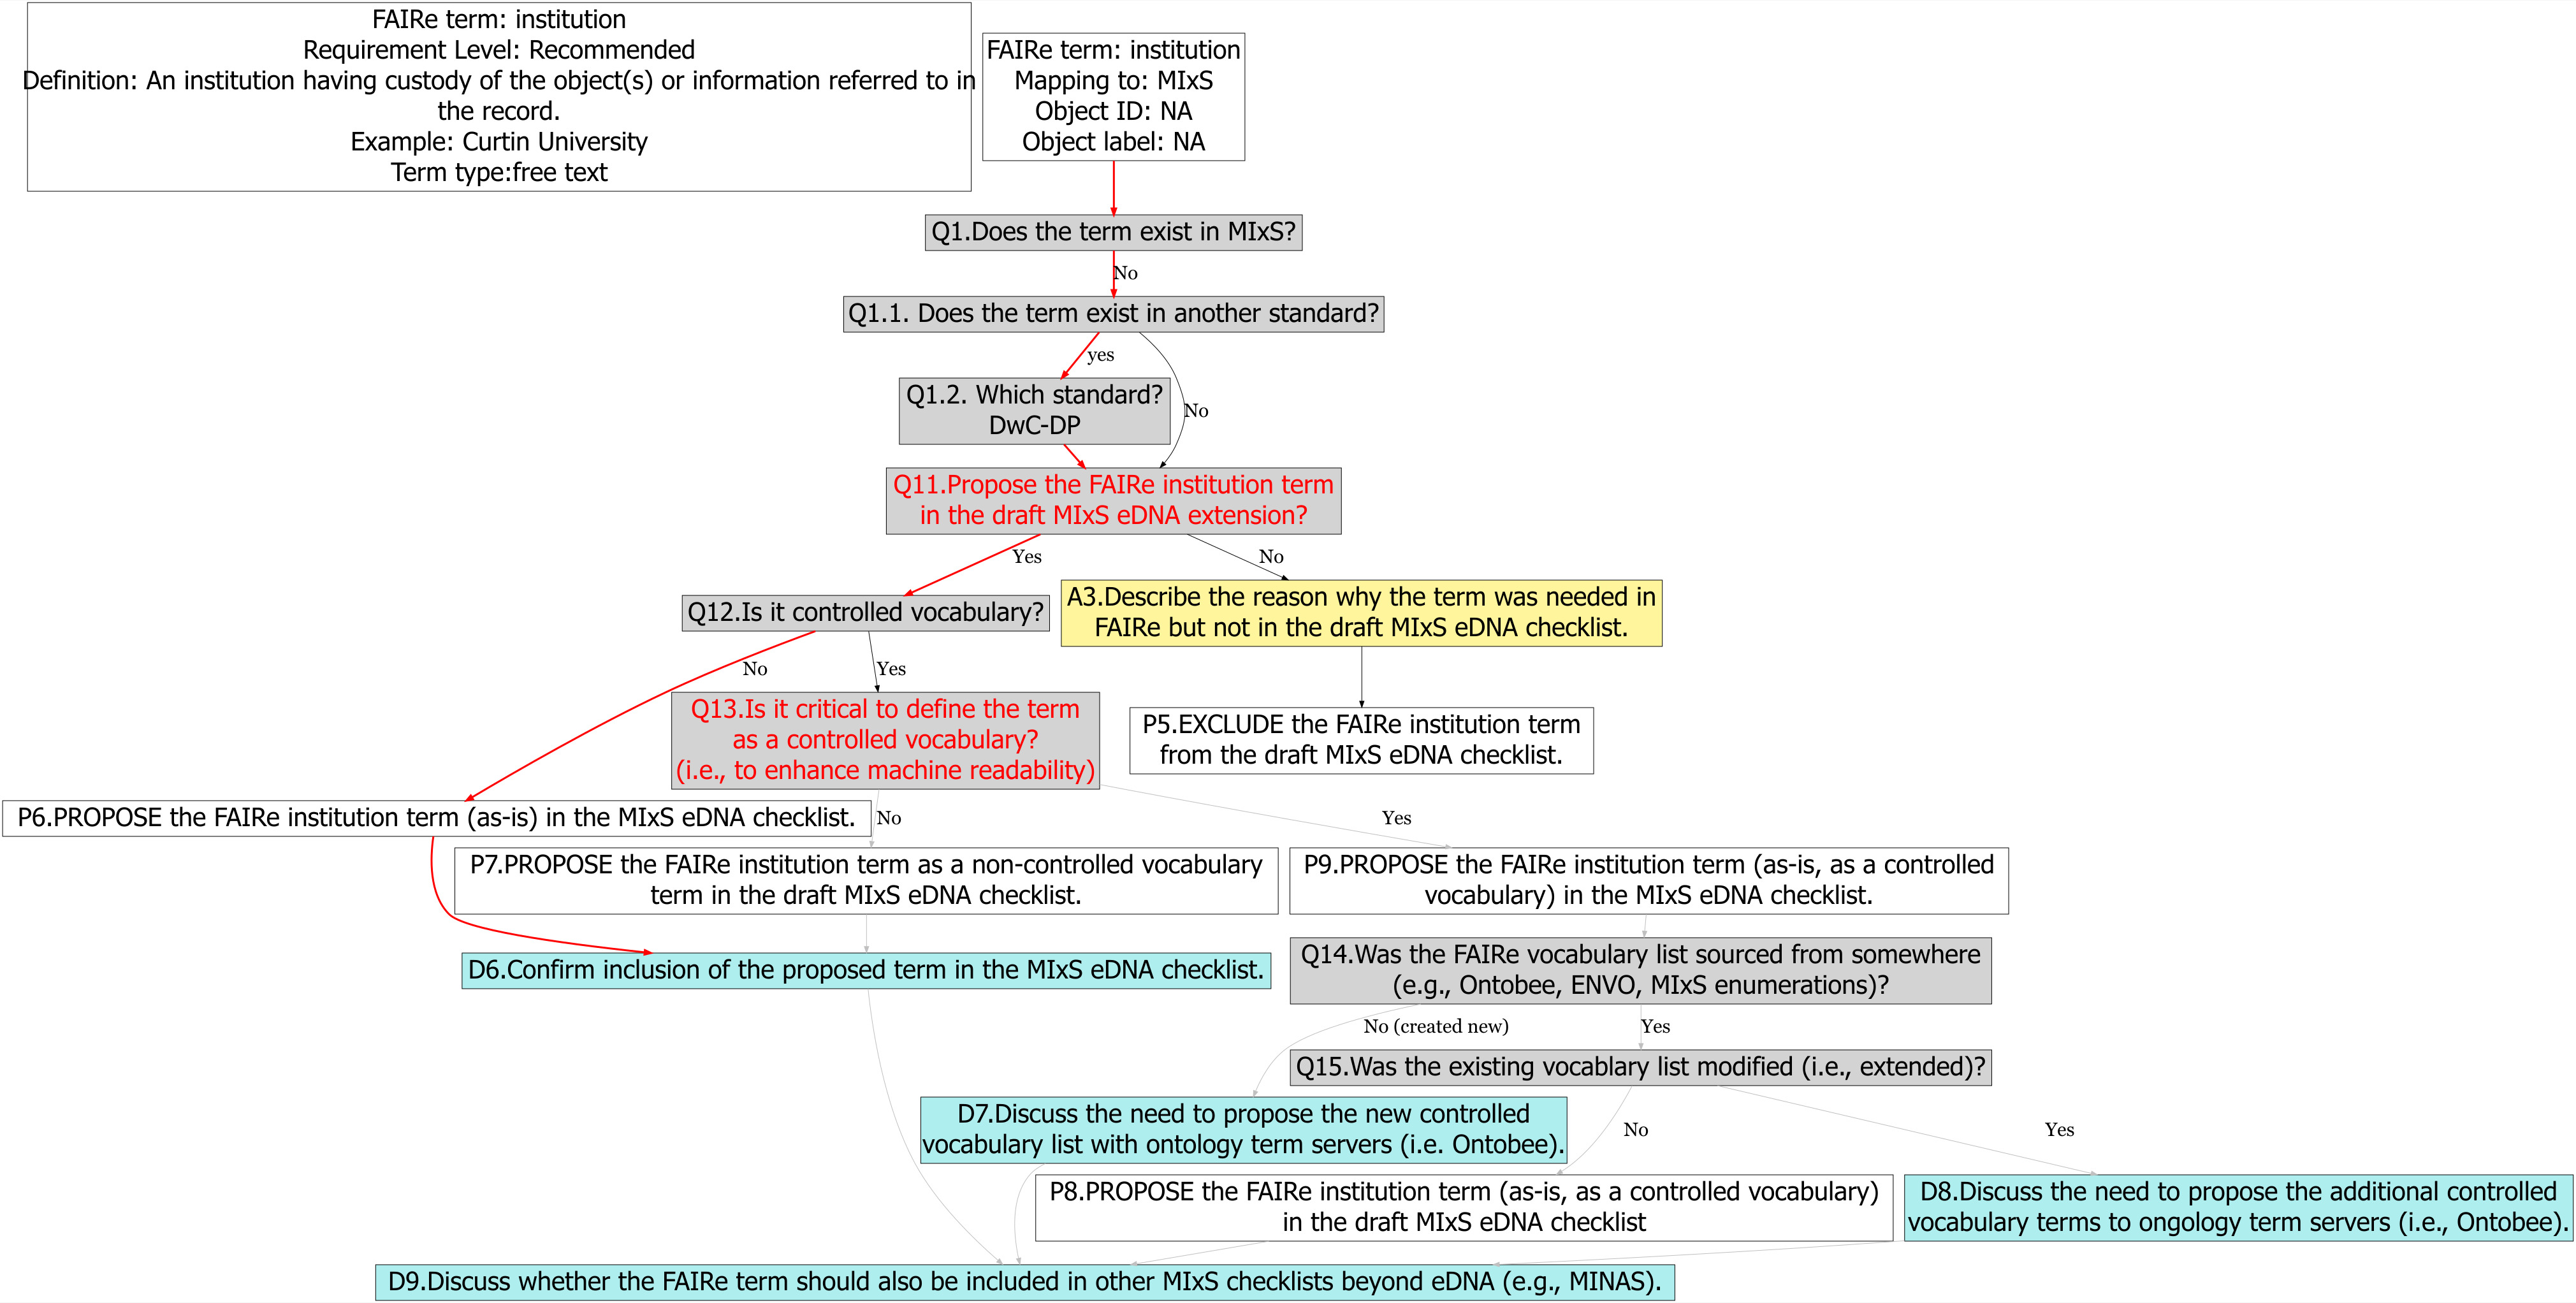 FAIRe term: institution
Requirement Level: Recommended
Definition: An institution having custody of the object(s) or information referred to in
the record.
Example: Curtin University
Term type:free text
FAIRe term: institution
Mapping to: MIxS
Object ID: NA
Object label: NA
Q1.Does the term exist in MIxS?
No
Q1.1. Does the term exist in another standard?
yes
Q1.2. Which standard?
DwC-DP
No
Q11.Propose the FAIRe institution term
in the draft MIxS eDNA extension?
Yes
No
Q12.Is it controlled vocabulary?
A3.Describe the reason why the term was needed in
FAIRe but not in the draft MIxS eDNA checklist.
No
Yes
Q13.Is it critical to define the term
as a controlled vocabulary?
(i.e., to enhance machine readability)
P5.EXCLUDE the FAIRe institution term
from the draft MIxS eDNA checklist.
P6.PROPOSE the FAIRe institution term (as-is) in the MIxS eDNA checklist.
No
Yes
P7.PROPOSE the FAIRe institution term as a non-controlled vocabulary
term in the draft MIxS eDNA checklist.
P9.PROPOSE the FAIRe institution term (as-is, as a controlled
vocabulary) in the MIxS eDNA checklist.
D6.Confirm inclusion of the proposed term in the MIxS eDNA checklist.
Q14.Was the FAIRe vocabulary list sourced from somewhere
(e.g., Ontobee, ENVO, MIxS enumerations)?
No (created new)
Yes
Q15.Was the existing vocablary list modified (i.e., extended)?
D7.Discuss the need to propose the new controlled
vocabulary list with ontology term servers (i.e. Ontobee).
No
Yes
P8.PROPOSE the FAIRe institution term (as-is, as a controlled vocabulary)
in the draft MIxS eDNA checklist
D8.Discuss the need to propose the additional controlled
vocabulary terms to ongology term servers (i.e., Ontobee).
D9.Discuss whether the FAIRe term should also be included in other MIxS checklists beyond eDNA (e.g., MINAS).